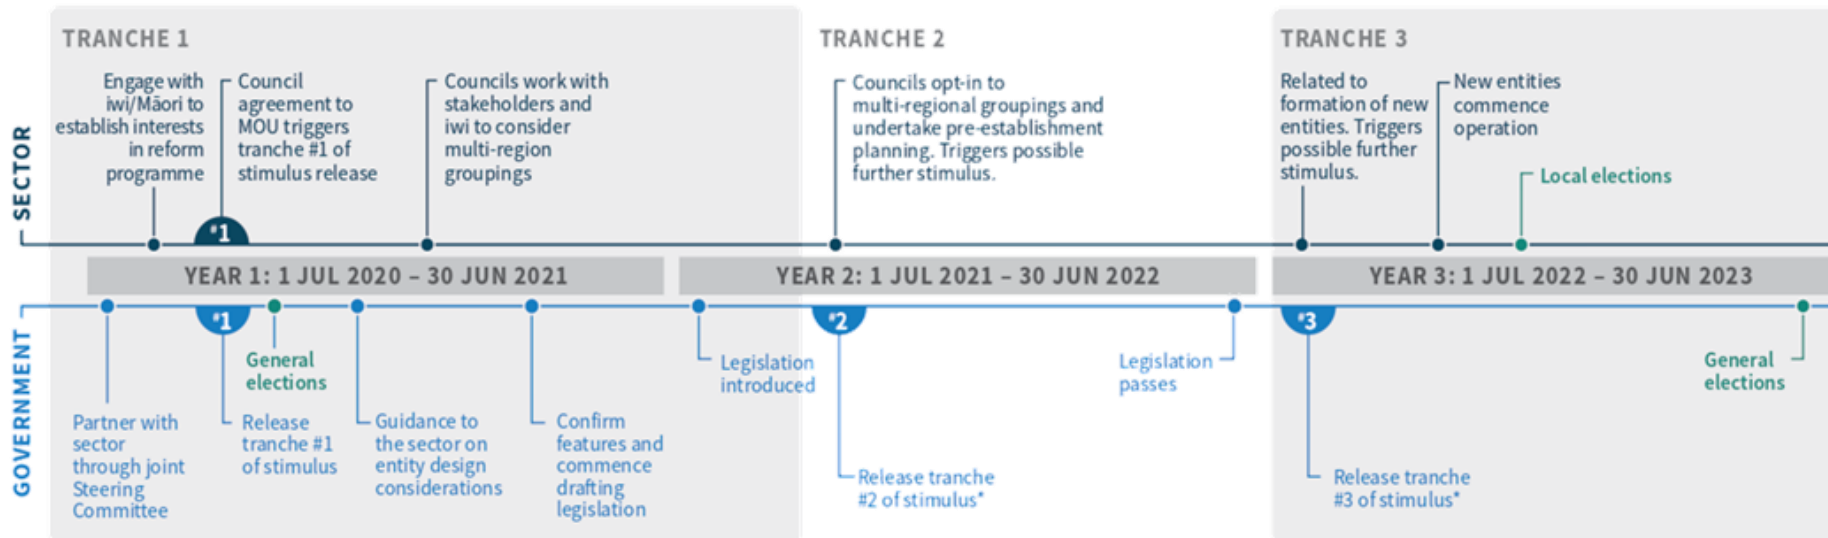 TRANCHE 1
TRANCHE 2
TRANCHE 3
SECTOR
Engage with
iwi/Māori to
establish interests
in reform
programme
Council
agreement to
MOU triggers
tranche #1 of
stimulus release
Councils work with
stakeholders and
iwi to consider
multi-region
groupings
Councils opt-in to
multi-regional groupings and
undertake pre-establishment
planning. Triggers possible
further stimulus.
Related to
formation of new
entities. Triggers
possible further
stimulus.
New entities
commence
operation
Local elections
#1
YEAR 1: 1 JUL 2020 – 30 JUN 2021
YEAR 2: 1 JUL 2021 – 30 JUN 2022
YEAR 3: 1 JUL 2022 – 30 JUN 2023
GOVERNMENT
#1
#2
#3
Partner with
sector
through joint
Steering
Committee
Release
tranche #1
of stimulus
General
elections
Guidance to
the sector on
entity design
considerations
Confirm
features and
commence
drafting
legislation
Legislation
introduced
Release tranche
#2 of stimulus*
Legislation
passes
Release tranche
#3 of stimulus*
General
elections